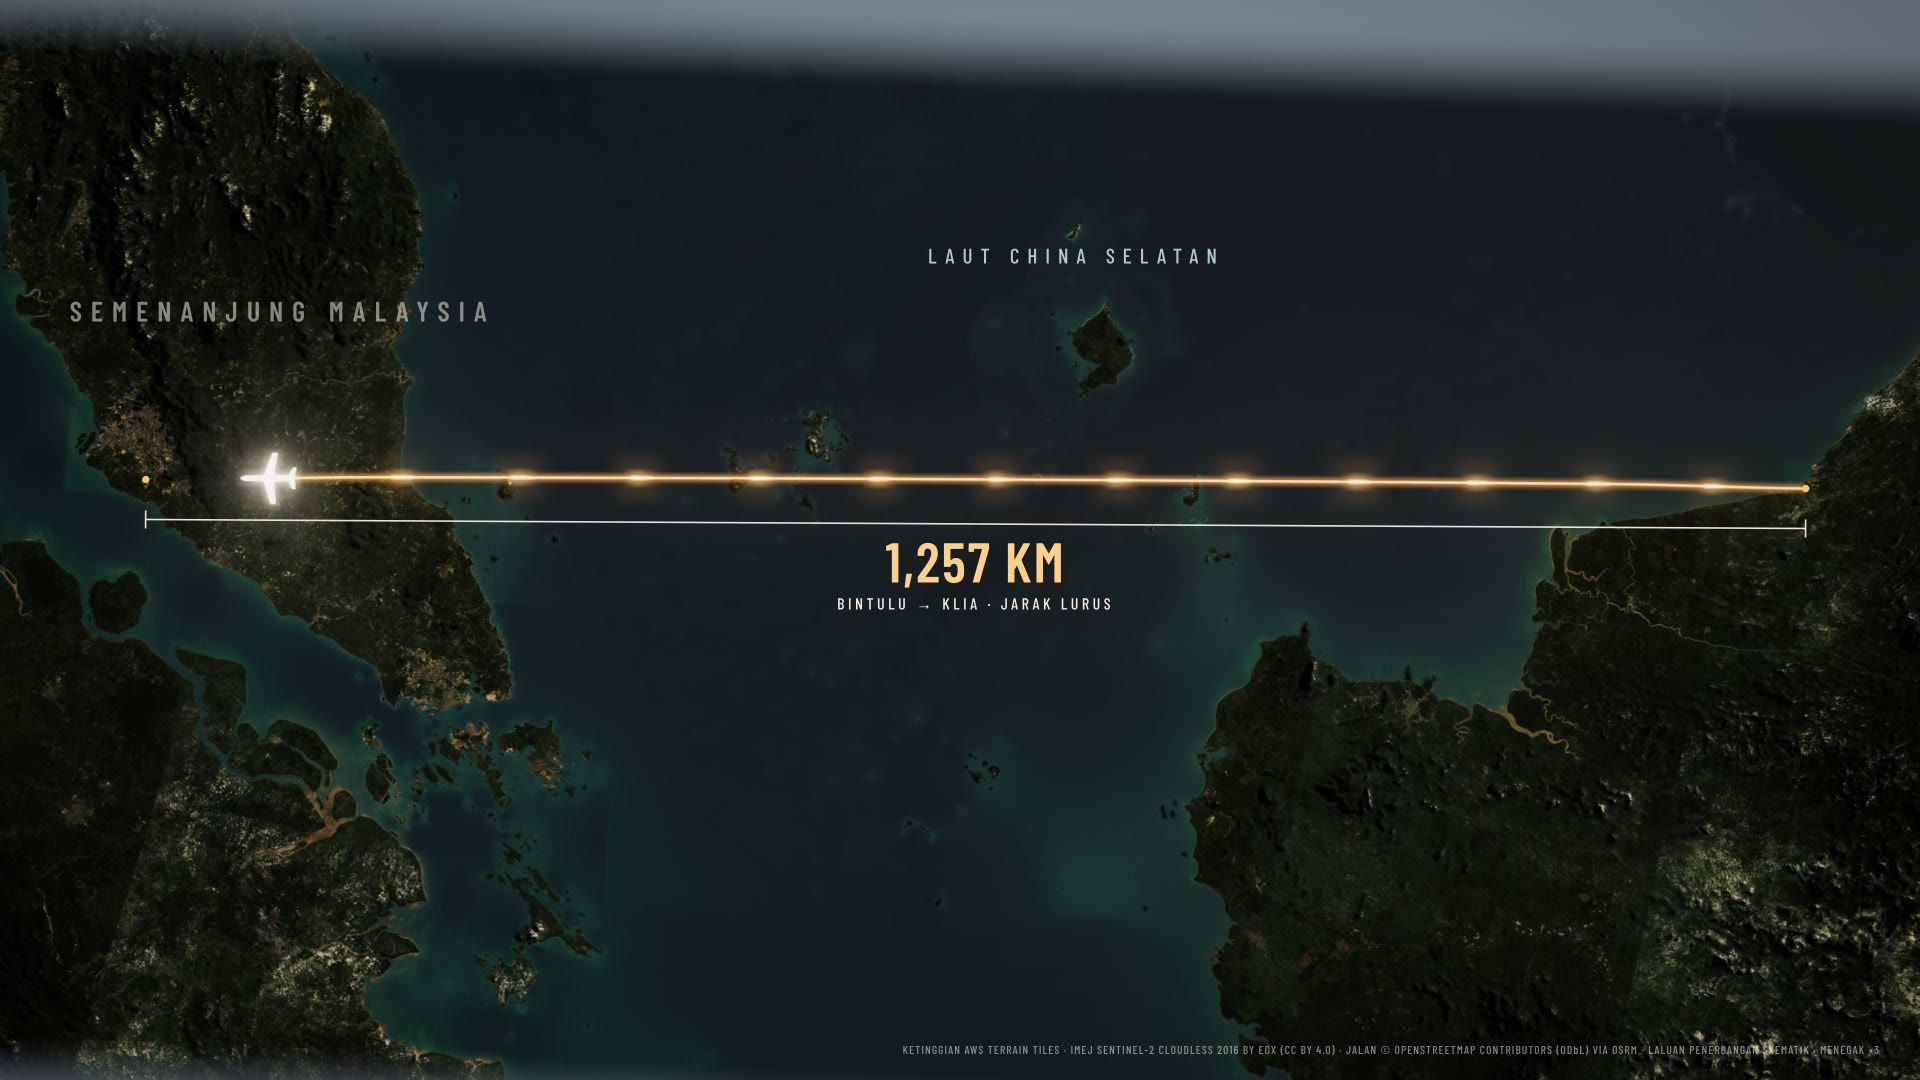 LAUT CHINA SELATAN
SEMENANJUNG MALAYSIA
1,257 KM
BINTULU → KLIA · JARAK LURUS
KETINGGIAN AWS TERRAIN TILES · IMEJ SENTINEL-2 CLOUDLESS 2016 BY EOX (CC BY 4.0) · JALAN © OPENSTREETMAP CONTRIBUTORS (ODbL) VIA OSRM · LALUAN PENERBANGAN SKEMATIK · MENEGAK ×3